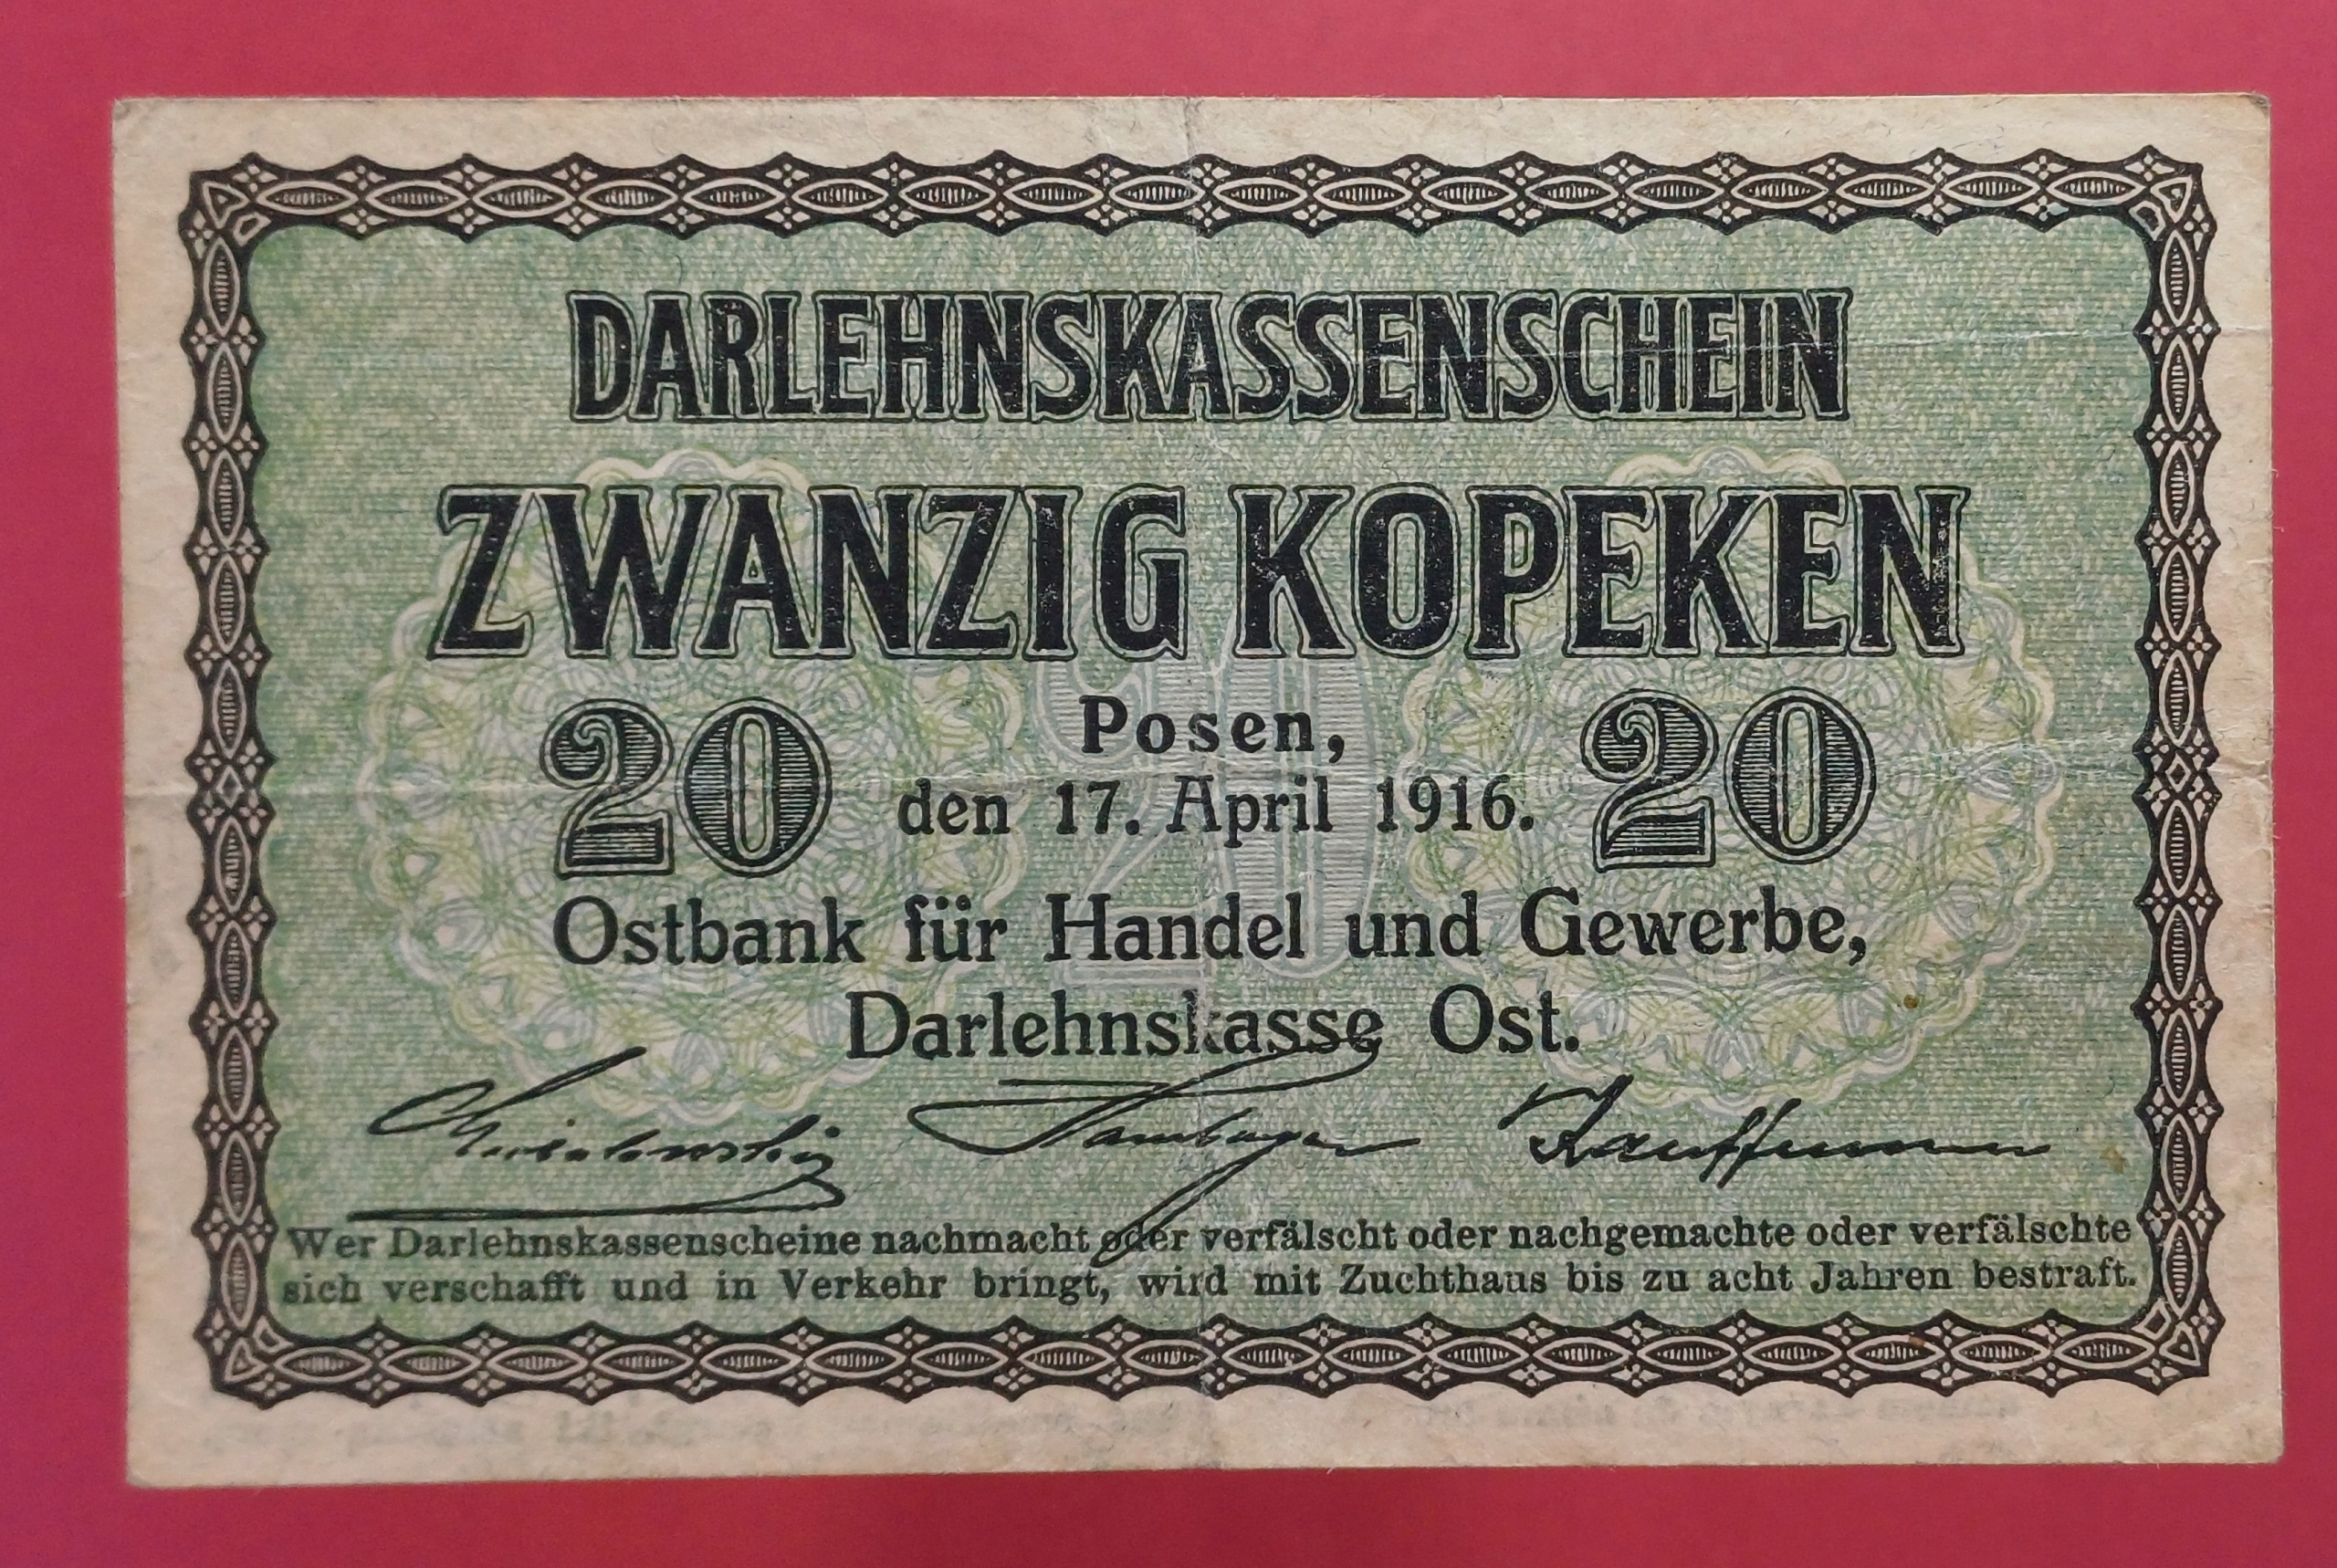 DARLEHNSKASSENSCHEIN
ZWANZIG KOPEKEN
20 Posen, 20
den 17. April 1916.
Ostbank für Handel und Gewerbe,
Darlehnskasse Ost.
Kauffmann
Wer Darlehnskassenscheine nachmacht oder verfälscht oder nachgemachte oder verfälschte
sich verschafft und in Verkehr bringt, wird mit Zuchthaus bis zu acht Jahren bestraft.